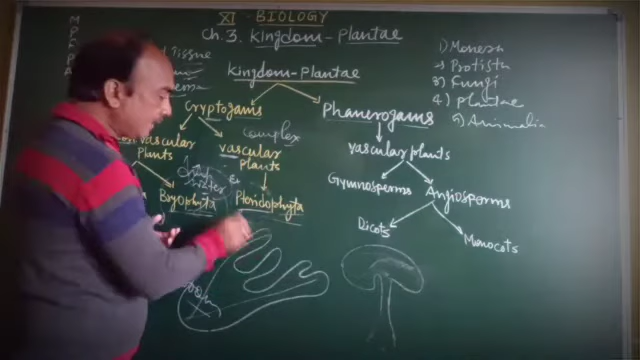 XI - BIOLOGY
Ch. 3. Kingdom - Plantae
M
P
F
P
A
Tissue
Kingdom - Plantae
Cryptogams
Phanerogams
complex
vascular
Plants
vascular
plants
vascular plants
Bryophyta
Pteridophyta
Gymnosperms
Angiosperms
Dicots
Monocots
1) Monera
2) Protista
3) Fungi
4) plantae
5) Animalia